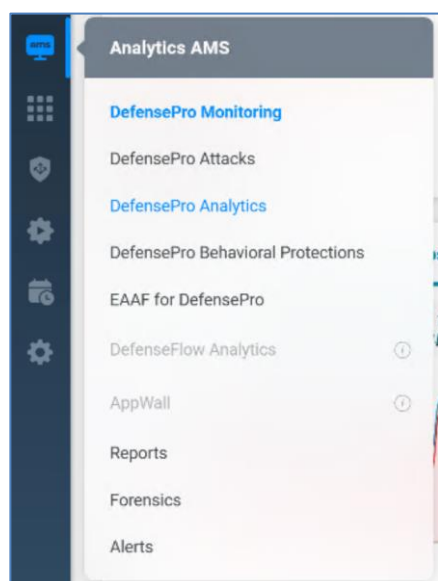 ams
Analytics AMS
DefensePro Monitoring
DefensePro Attacks
DefensePro Analytics
DefensePro Behavioral Protections
EAAF for DefensePro
DefenseFlow Analytics
AppWall
Reports
Forensics
Alerts